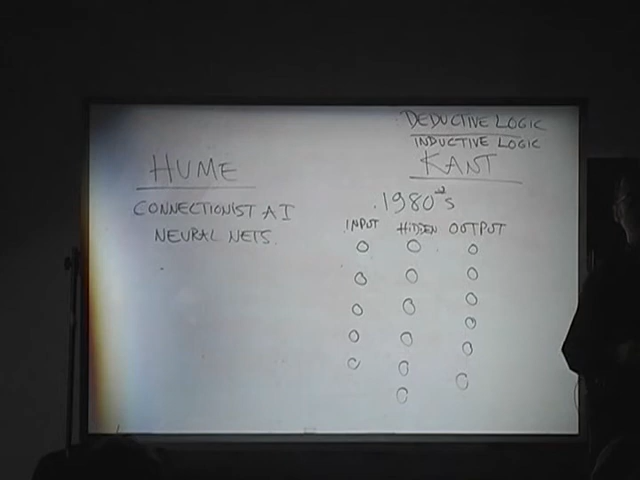 DEDUCTIVE LOGIC
INDUCTIVE LOGIC
HUME
KANT
CONNECTIONIST AI
NEURAL NETS.
1980's
INPUT HIDDEN OUTPUT